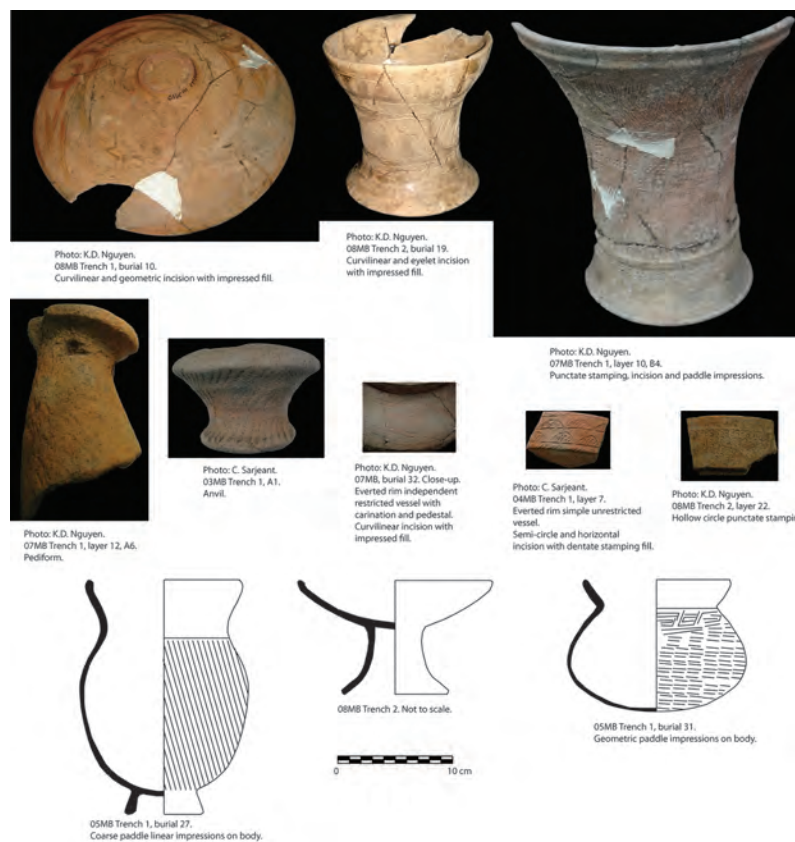 Photo: K.D. Nguyen.
08MB Trench 1, burial 10.
Curvilinear and geometric incision with impressed fill.
Photo: K.D. Nguyen.
08MB Trench 2, burial 19.
Curvilinear and eyelet incision
with impressed fill.
Photo: K.D. Nguyen.
07MB Trench 1, layer 10, B4.
Punctate stamping, incision and paddle impressions.
Photo: K.D. Nguyen.
07MB Trench 1, layer 12, A6.
Pediform.
Photo: C. Sarjeant.
03MB Trench 1, A1.
Anvil.
Photo: K.D. Nguyen.
07MB, burial 32. Close-up.
Everted rim independent
restricted vessel with
carination and pedestal.
Curvilinear incision with
impressed fill.
Photo: C. Sarjeant.
04MB Trench 1, layer 7.
Everted rim simple unrestricted
vessel.
Semi-circle and horizontal
incision with dentate stamping fill.
Photo: K.D. Nguyen.
08MB Trench 2, layer 22.
Hollow circle punctate stampin
05MB Trench 1, burial 27.
Coarse paddle linear impressions on body.
08MB Trench 2. Not to scale.
0 10 cm
05MB Trench 1, burial 31.
Geometric paddle impressions on body.